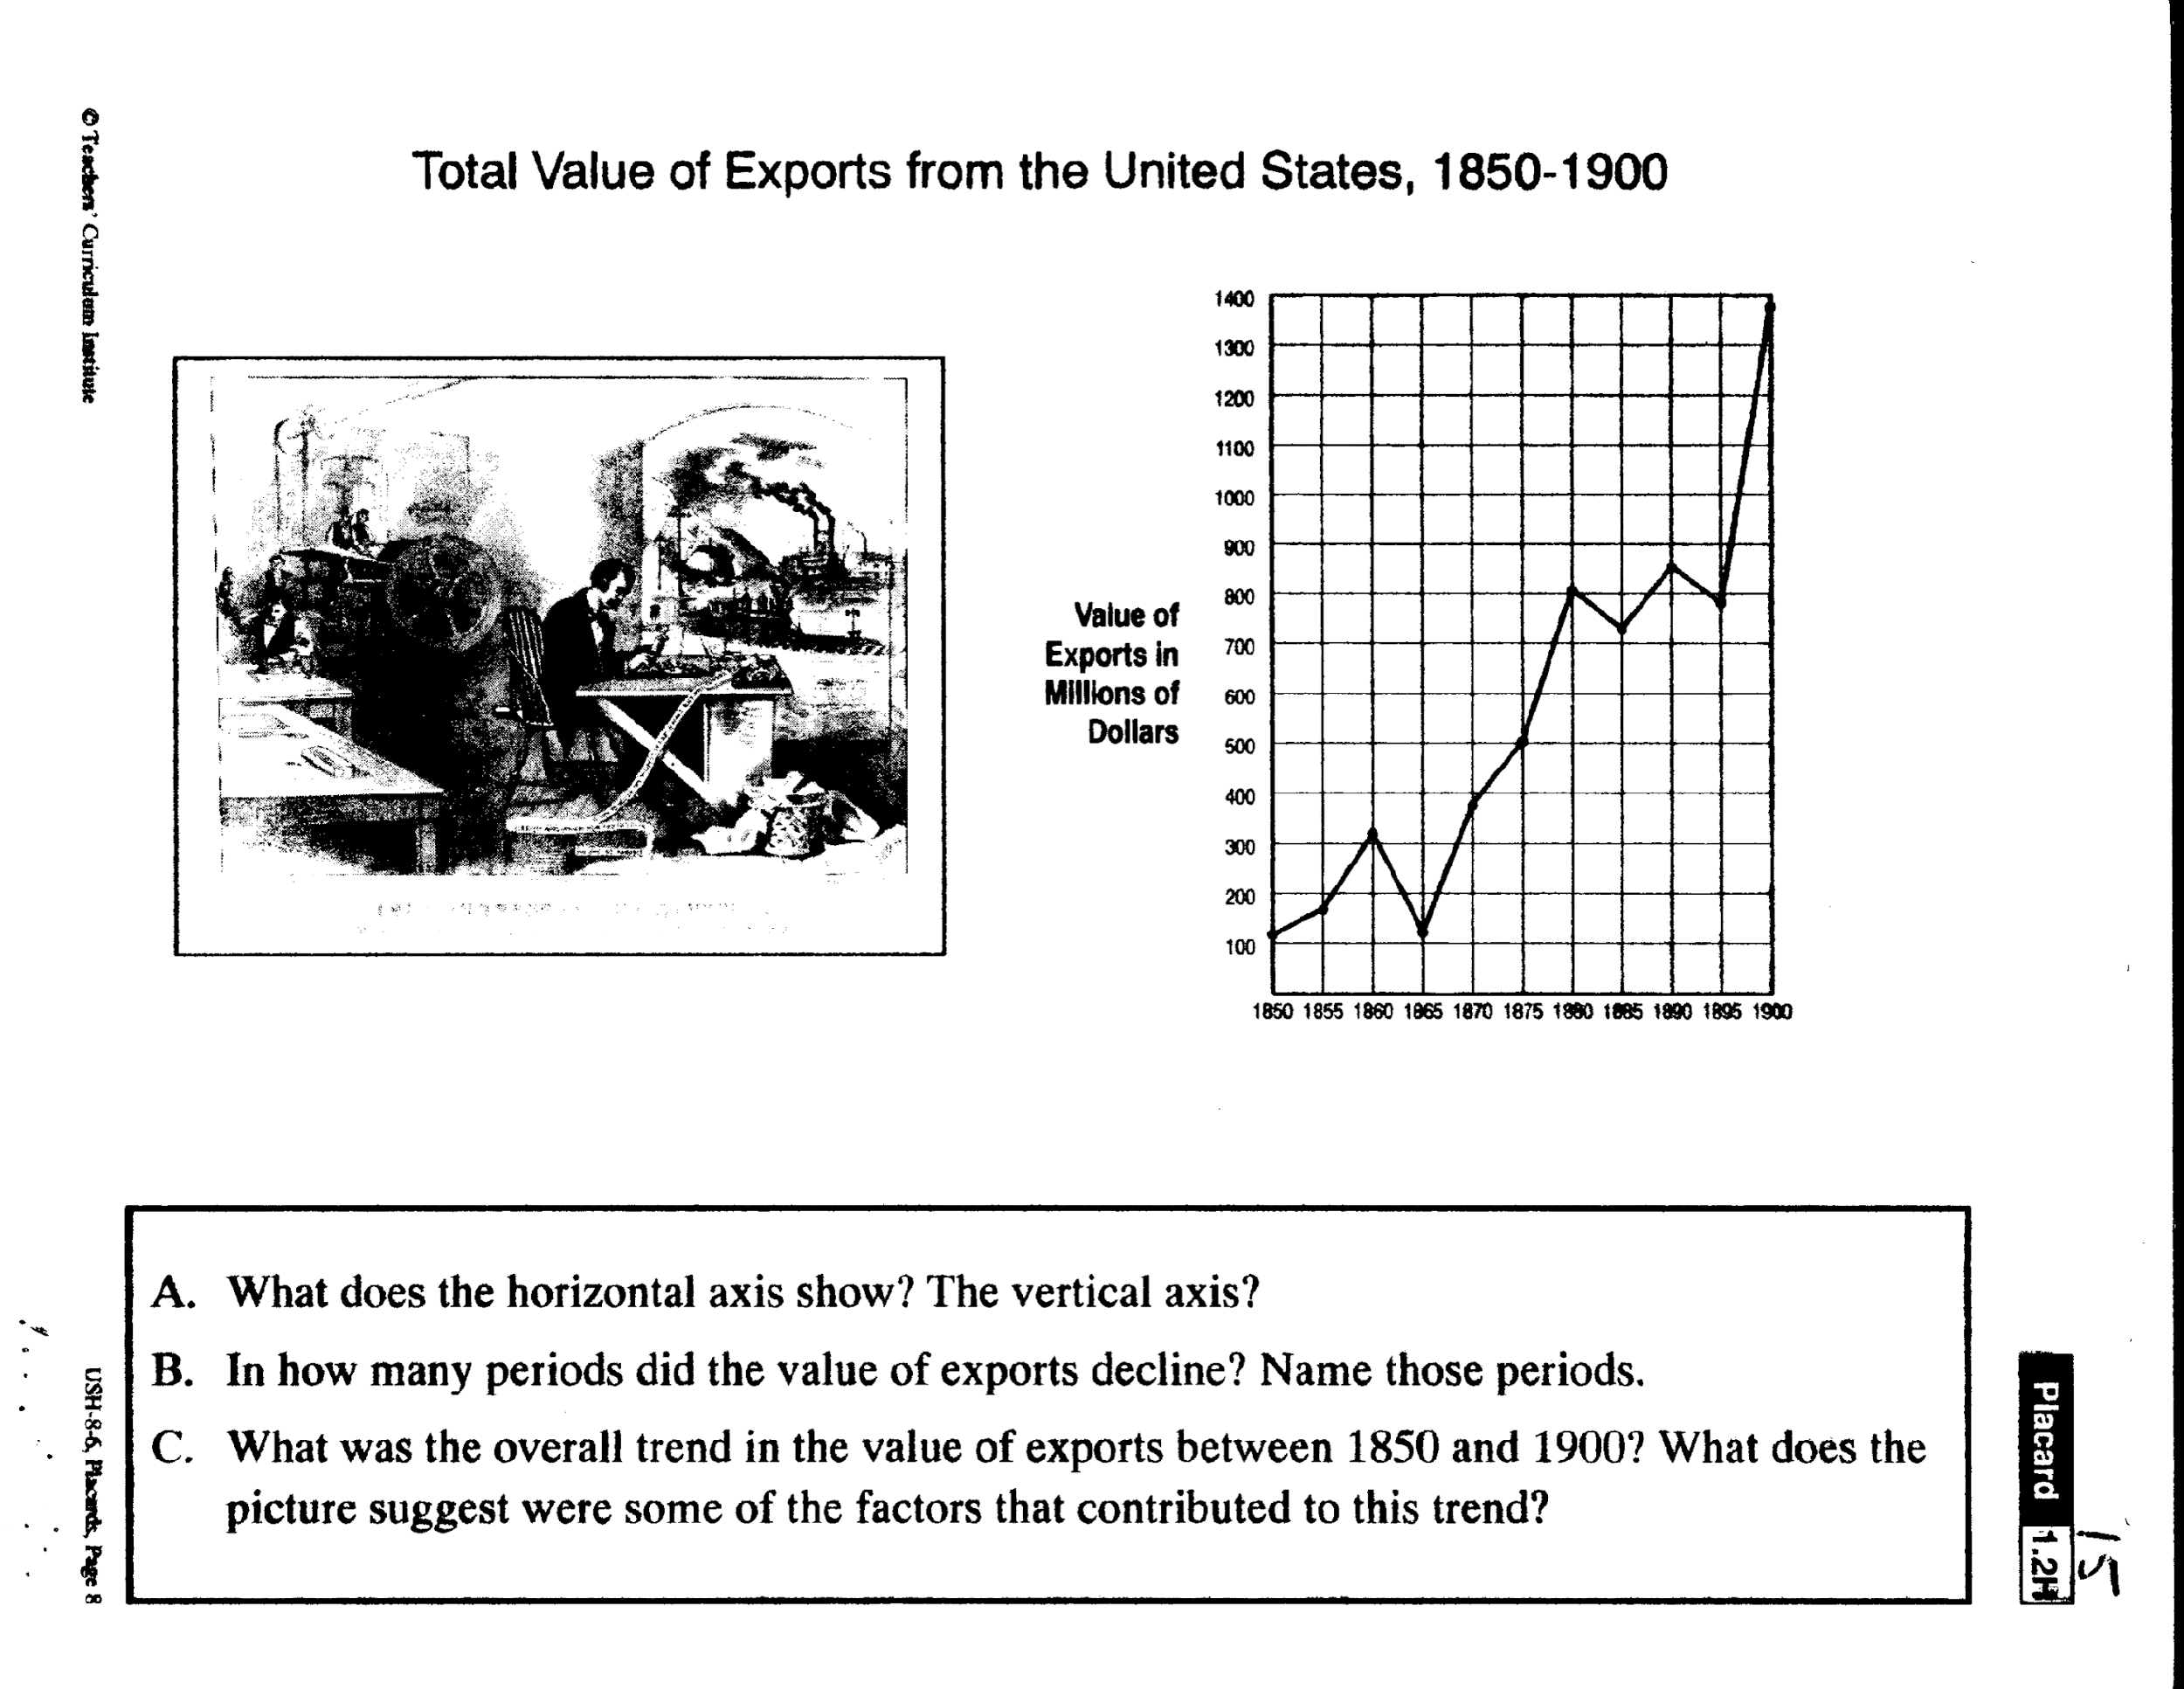 © Teachers' Curriculum Institute
Total Value of Exports from the United States, 1850-1900
Value of
Exports in
Millions of
Dollars
1400
1300
1200
1100
1000
900
800
700
600
500
400
300
200
100
1850 1855 1860 1865 1870 1875 1880 1885 1890 1895 1900
A. What does the horizontal axis show? The vertical axis?
B. In how many periods did the value of exports decline? Name those periods.
C. What was the overall trend in the value of exports between 1850 and 1900? What does the
picture suggest were some of the factors that contributed to this trend?
USH-8-6, Placards, Page 8
Placard 1.2H
15